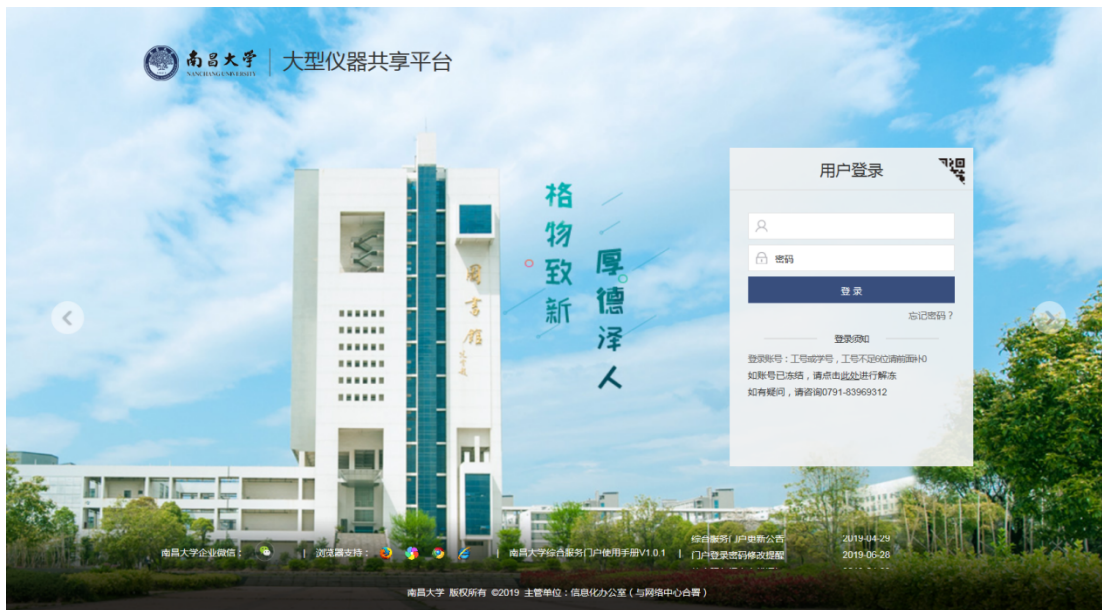 南昌大学
NANCHANG UNIVERSITY
大型仪器共享平台
用户登录
密码
登 录
忘记密码？
登录须知
登录账号：工号或学号，工号不足6位请前面补0
如账号已冻结，请点击此处进行解冻
如有疑问，请咨询0791-83969312
格物致新
厚德泽人
图书馆
南昌大学企业微信：
| 浏览器支持：
| 南昌大学综合服务门户使用手册V1.0.1 |
综合服务门户更新公告 2019-04-29
门户登录密码修改提醒 2019-06-28
南昌大学 版权所有 ©2019 主管单位：信息化办公室（与网络中心合署）